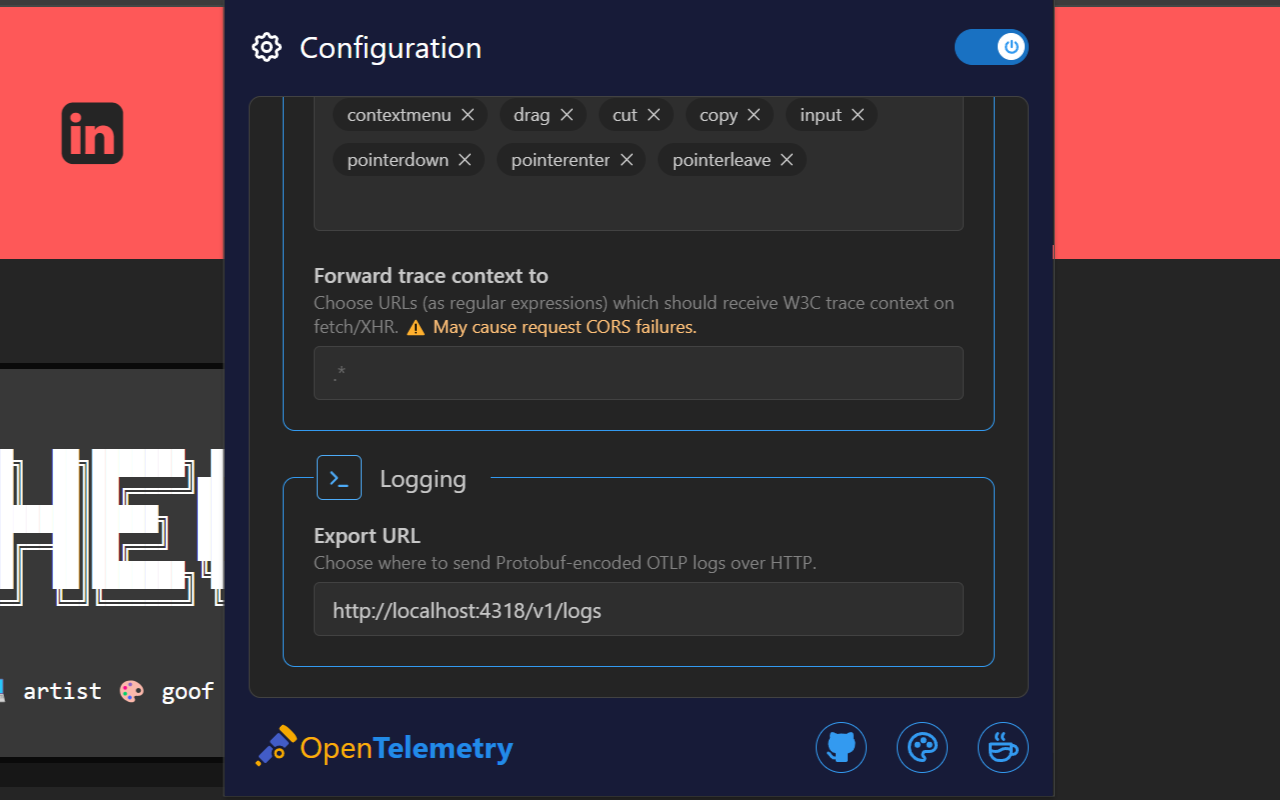 Configuration
contextmenu
drag
cut
copy
input
pointerdown
pointerenter
pointerleave
Forward trace context to
Choose URLs (as regular expressions) which should receive W3C trace context on
fetch/XHR. ⚠ May cause request CORS failures.
.*
Logging
Export URL
Choose where to send Protobuf-encoded OTLP logs over HTTP.
http://localhost:4318/v1/logs
in
artist 🎨 goof
OpenTelemetry